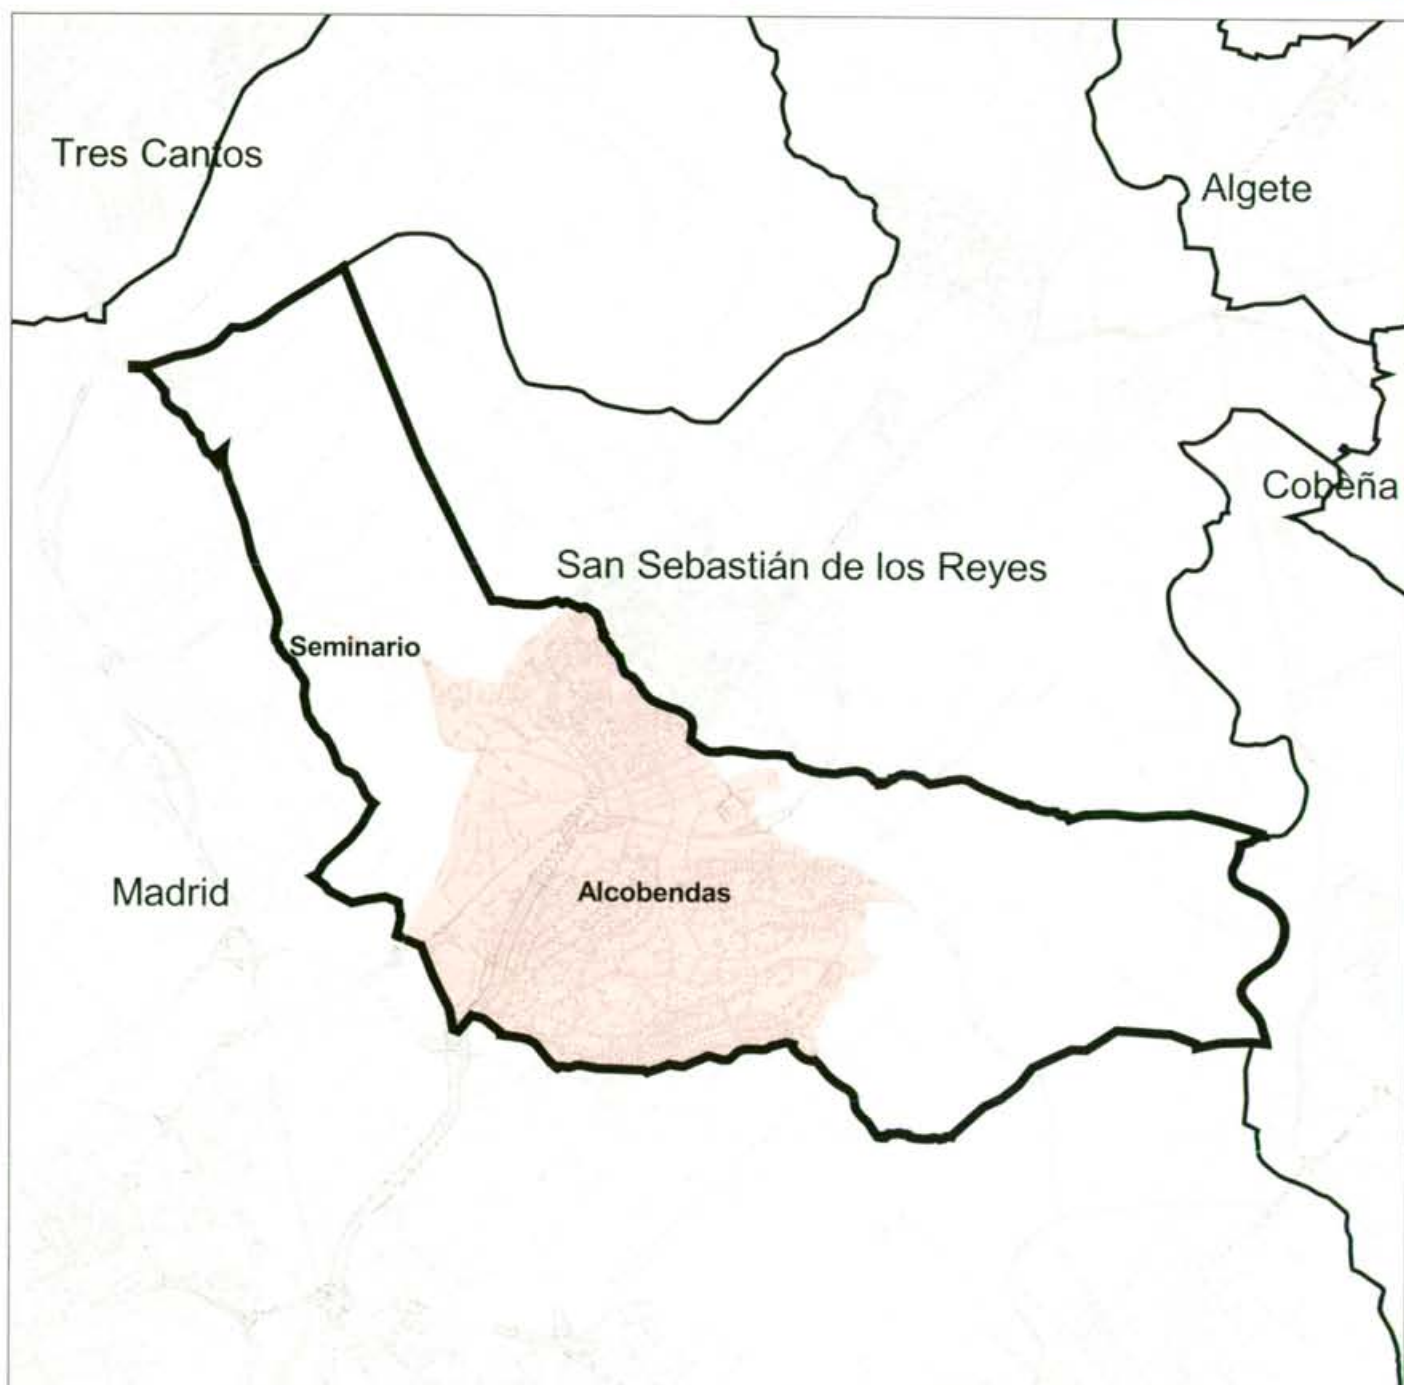 Tres Cantos
Algete
Cobeña
San Sebastián de los Reyes
Seminario
Madrid
Alcobendas